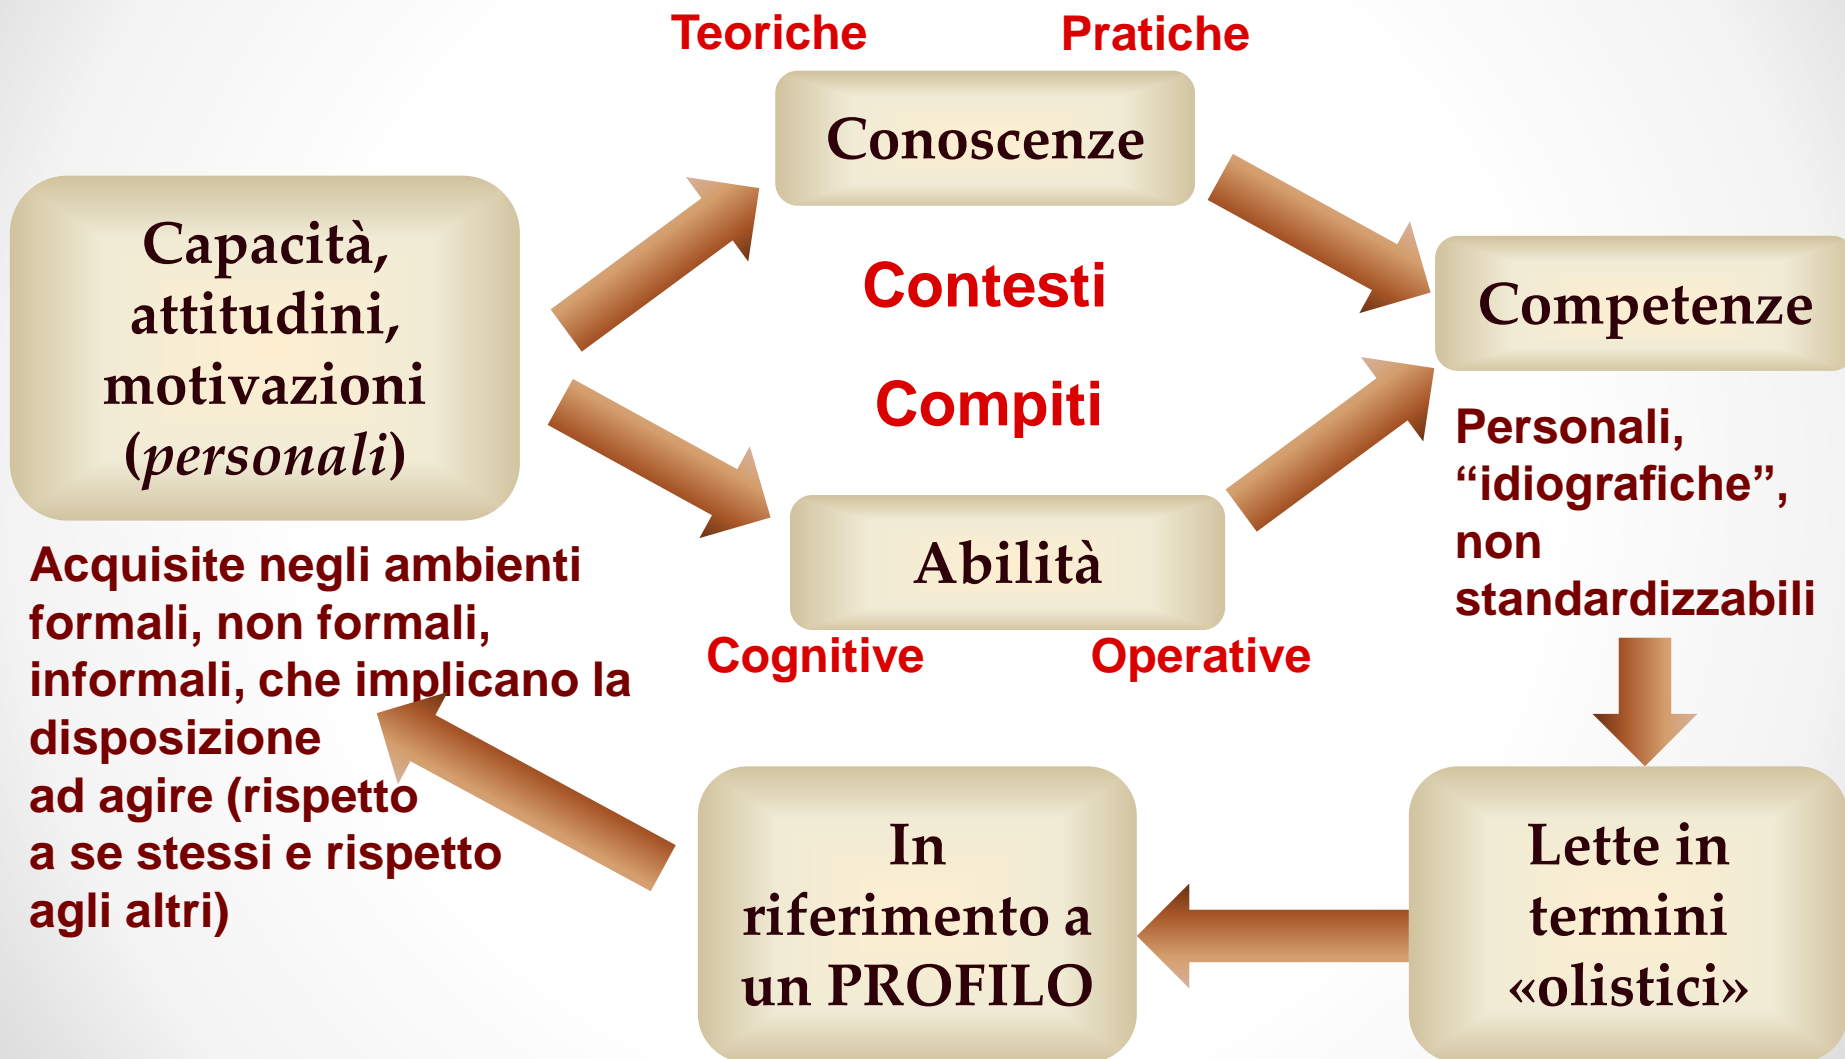 Teoriche
Pratiche
Conoscenze
Capacità,
attitudini,
motivazioni
(personali)
Contesti
Compiti
Competenze
Personali,
“idiografiche”,
non
standardizzabili
Abilità
Cognitive
Operative
Acquisite negli ambienti
formali, non formali,
informali, che implicano la
disposizione
ad agire (rispetto
a se stessi e rispetto
agli altri)
In
riferimento a
un PROFILO
Lette in
termini
«olistici»